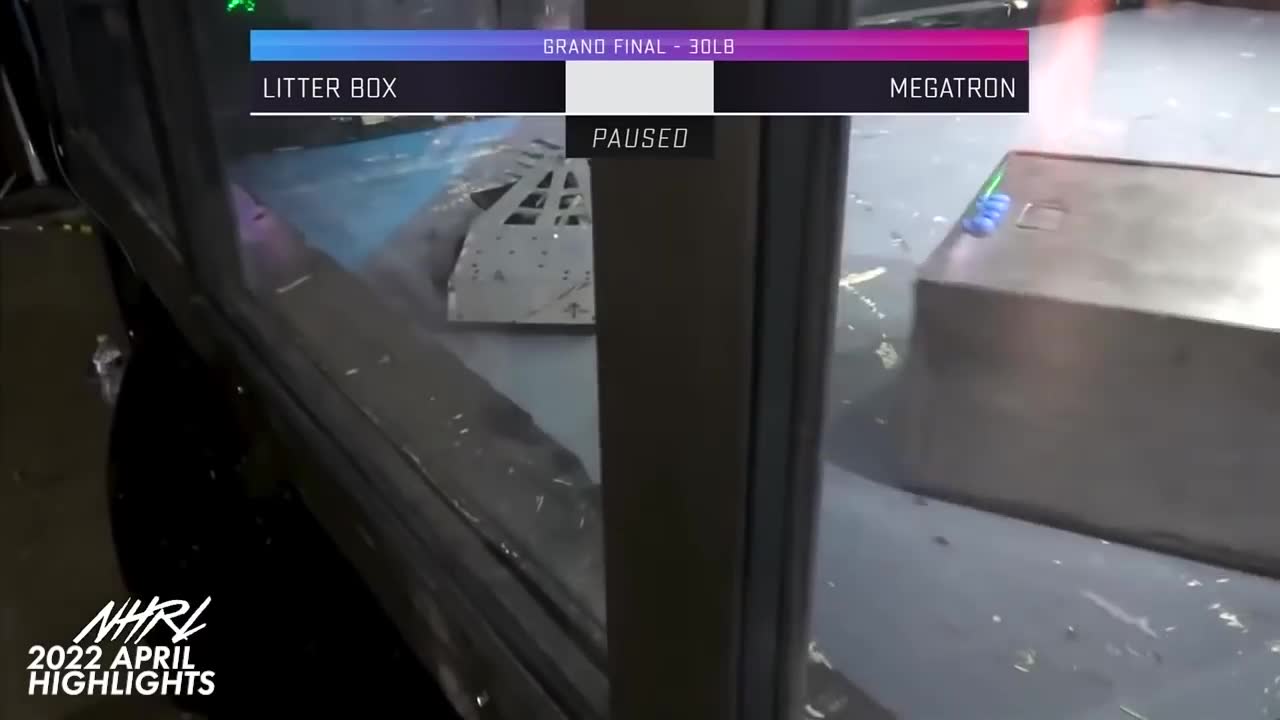 GRAND FINAL - 30LB
LITTER BOX
MEGATRON
PAUSED
NHRL
2022 APRIL
HIGHLIGHTS